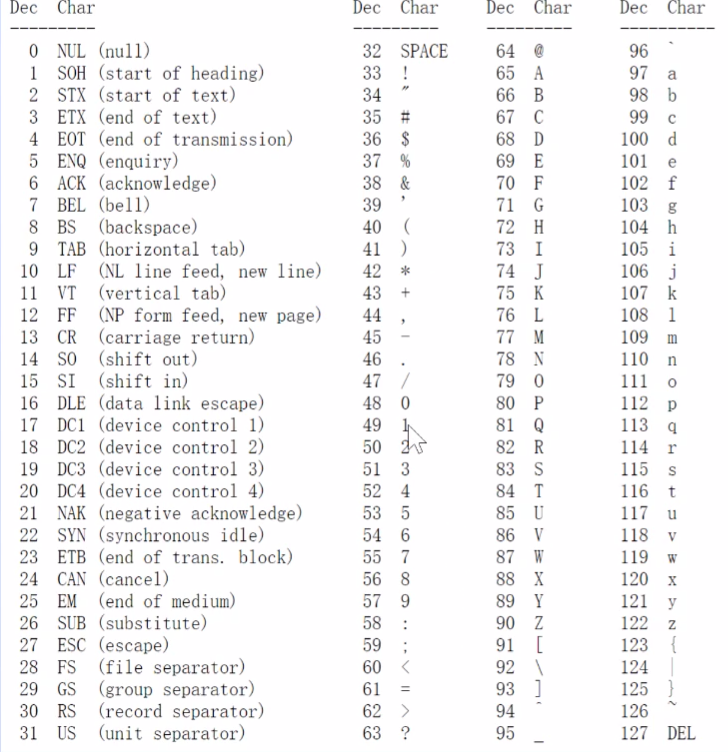 Dec Char Dec Char Dec Char Dec Char
--------- --------- --------- ----------
0 NUL (null) 32 SPACE 64 @ 96 `
1 SOH (start of heading) 33 ! 65 A 97 a
2 STX (start of text) 34 " 66 B 98 b
3 ETX (end of text) 35 # 67 C 99 c
4 EOT (end of transmission) 36 $ 68 D 100 d
5 ENQ (enquiry) 37 % 69 E 101 e
6 ACK (acknowledge) 38 & 70 F 102 f
7 BEL (bell) 39 ' 71 G 103 g
8 BS (backspace) 40 ( 72 H 104 h
9 TAB (horizontal tab) 41 ) 73 I 105 i
10 LF (NL line feed, new line) 42 * 74 J 106 j
11 VT (vertical tab) 43 + 75 K 107 k
12 FF (NP form feed, new page) 44 , 76 L 108 l
13 CR (carriage return) 45 - 77 M 109 m
14 SO (shift out) 46 . 78 N 110 n
15 SI (shift in) 47 / 79 O 111 o
16 DLE (data link escape) 48 0 80 P 112 p
17 DC1 (device control 1) 49 1 81 Q 113 q
18 DC2 (device control 2) 50 2 82 R 114 r
19 DC3 (device control 3) 51 3 83 S 115 s
20 DC4 (device control 4) 52 4 84 T 116 t
21 NAK (negative acknowledge) 53 5 85 U 117 u
22 SYN (synchronous idle) 54 6 86 V 118 v
23 ETB (end of trans. block) 55 7 87 W 119 w
24 CAN (cancel) 56 8 88 X 120 x
25 EM (end of medium) 57 9 89 Y 121 y
26 SUB (substitute) 58 : 90 Z 122 z
27 ESC (escape) 59 ; 91 [ 123 {
28 FS (file separator) 60 < 92 \ 124 |
29 GS (group separator) 61 = 93 ] 125 }
30 RS (record separator) 62 > 94 ^ 126 ~
31 US (unit separator) 63 ? 95 _ 127 DEL